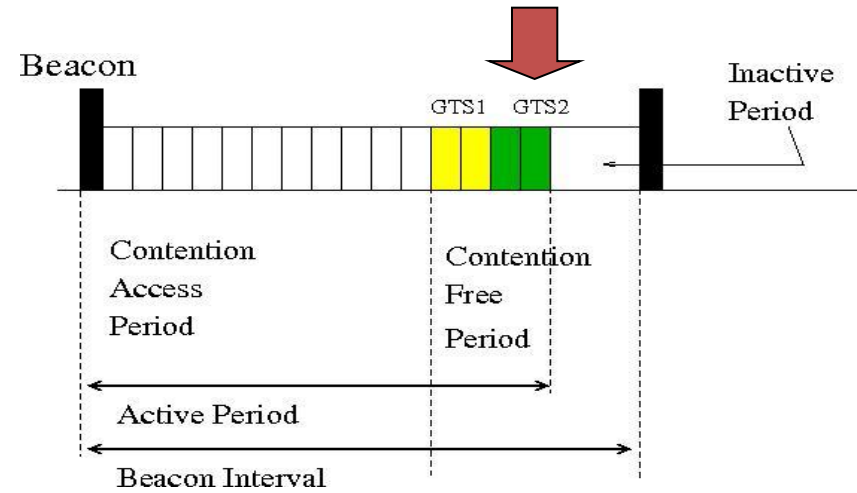 Beacon
GTS1 GTS2
Inactive
Period
Contention
Access
Period
Contention
Free
Period
Active Period
Beacon Interval